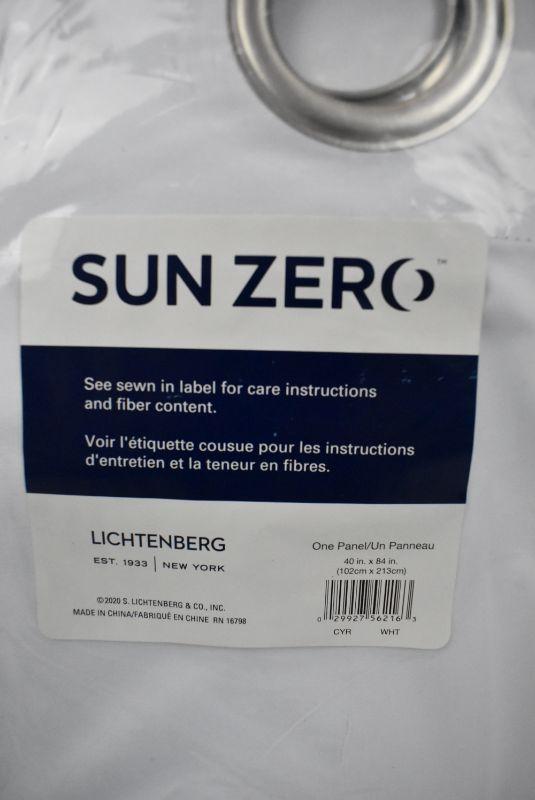 SUN ZERO™
See sewn in label for care instructions
and fiber content.
Voir l'étiquette cousue pour les instructions
d'entretien et la teneur en fibres.
LICHTENBERG
EST. 1933 | NEW YORK
©2020 S. LICHTENBERG & CO., INC.
MADE IN CHINA/FABRIQUÉ EN CHINE RN 16798
One Panel/Un Panneau
40 in. x 84 in.
(102cm x 213cm)
0 29927 56216 3
CYR WHT